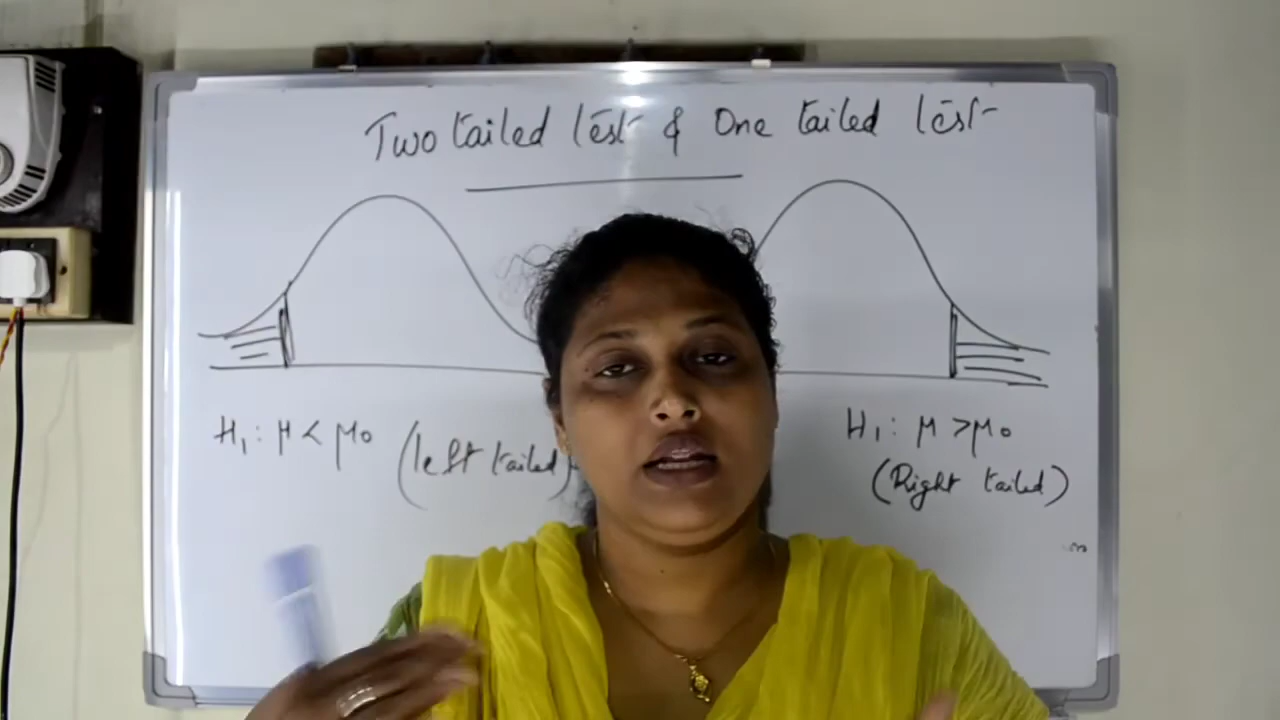 Two tailed test & One tailed test
H₁: μ < μ₀ (left tailed)
H₁: μ > μ₀
(Right tailed)